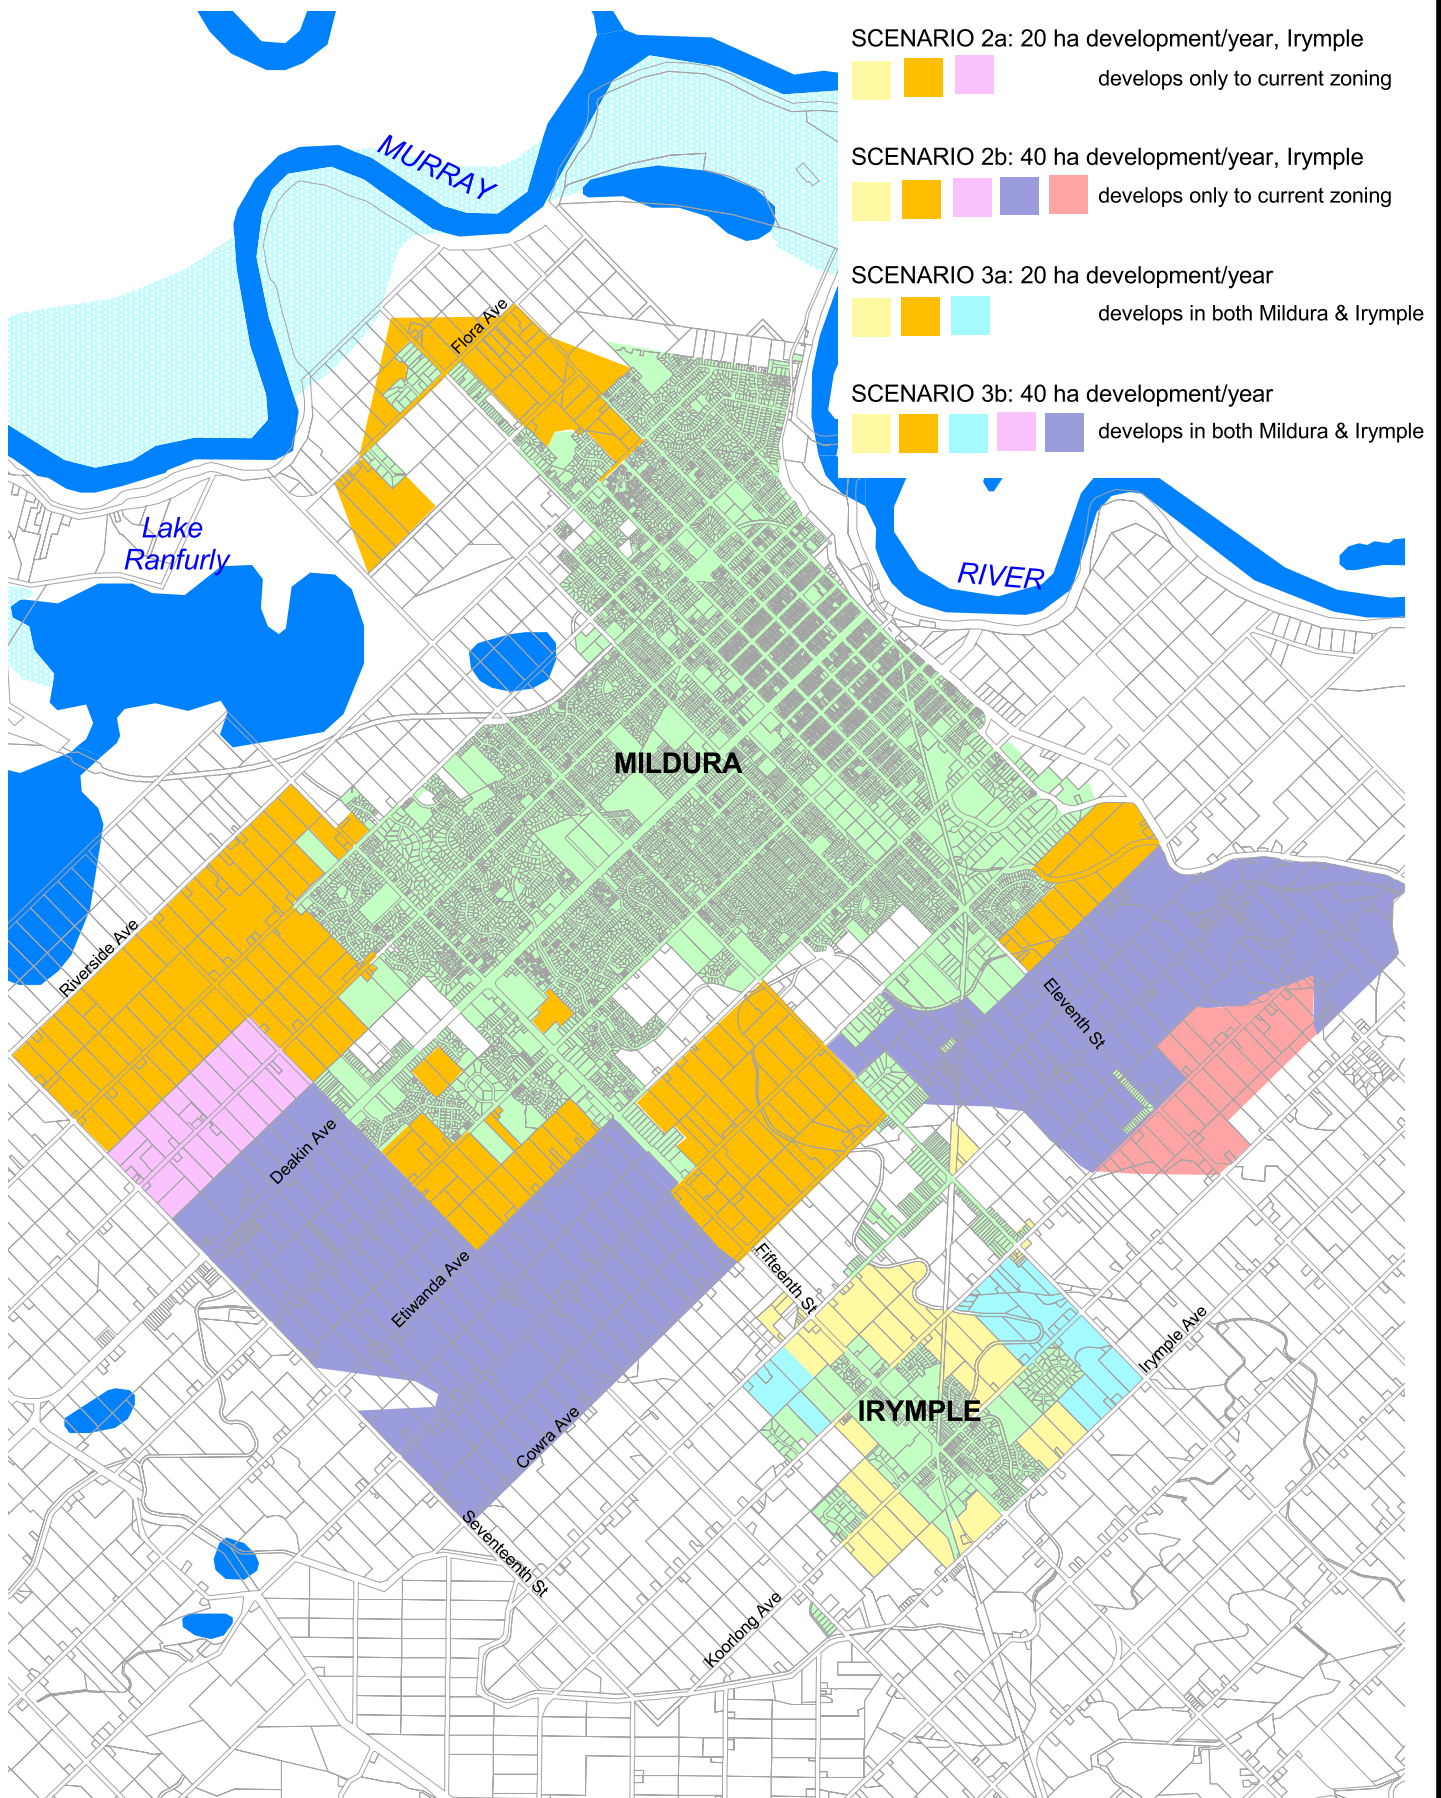 SCENARIO 2a: 20 ha development/year, Irymple
develops only to current zoning
SCENARIO 2b: 40 ha development/year, Irymple
develops only to current zoning
SCENARIO 3a: 20 ha development/year
develops in both Mildura & Irymple
SCENARIO 3b: 40 ha development/year
develops in both Mildura & Irymple
MURRAY
Flora Ave
Lake
Ranfurly
RIVER
MILDURA
Riverside Ave
Eleventh St
Deakin Ave
Etiwanda Ave
Fifteenth St
Irymple Ave
IRYMPLE
Cowra Ave
Seventeenth St
Koorlong Ave